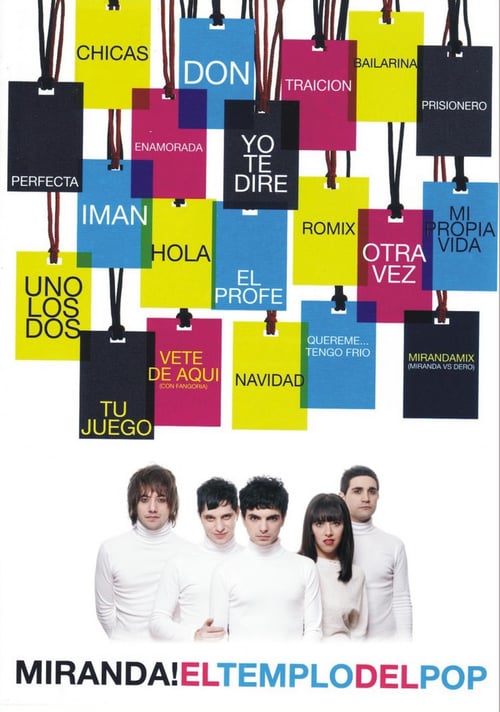 CHICAS
DON
TRAICION
BAILARINA
PRISIONERO
PERFECTA
ENAMORADA
YO
TE
DIRE
IMAN
HOLA
EL
PROFE
ROMIX
OTRA
VEZ
MI
PROPIA
VIDA
UNO
LOS
DOS
TU
JUEGO
VETE
DE AQUI
(CON FANGORIA)
NAVIDAD
QUEREME...
TENGO FRIO
MIRANDAMIX
(MIRANDA VS DERO)
MIRANDA!ELTEMPLODELPOP